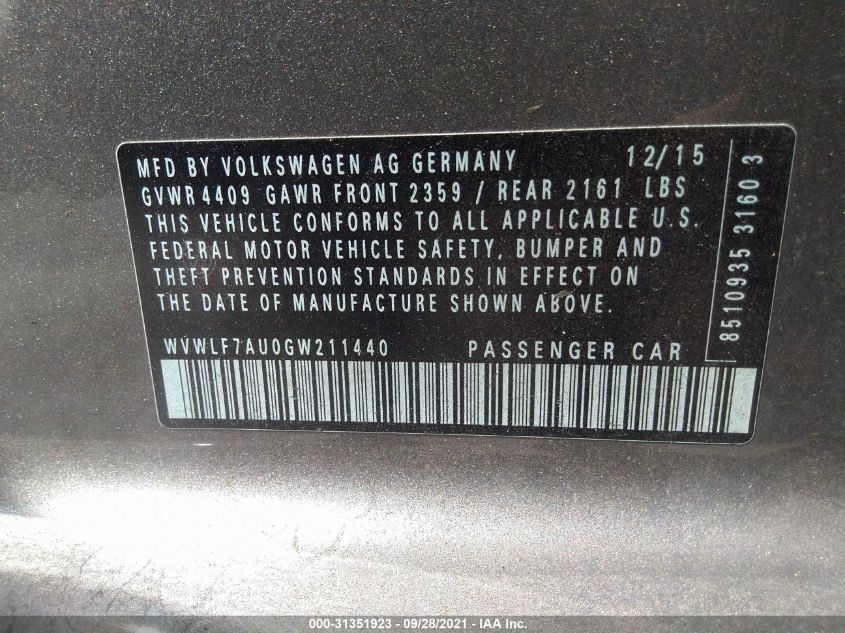 MFD BY VOLKSWAGEN AG GERMANY 12/15
GVWR 4409 GAWR FRONT 2359 / REAR 2161 LBS
THIS VEHICLE CONFORMS TO ALL APPLICABLE U.S.
FEDERAL MOTOR VEHICLE SAFETY, BUMPER AND
THEFT PREVENTION STANDARDS IN EFFECT ON
THE DATE OF MANUFACTURE SHOWN ABOVE.
WVWLF7AU0GW211440 PASSENGER CAR
8510935 3160 3
000-31351923 - 09/28/2021 - © IAA, Inc.